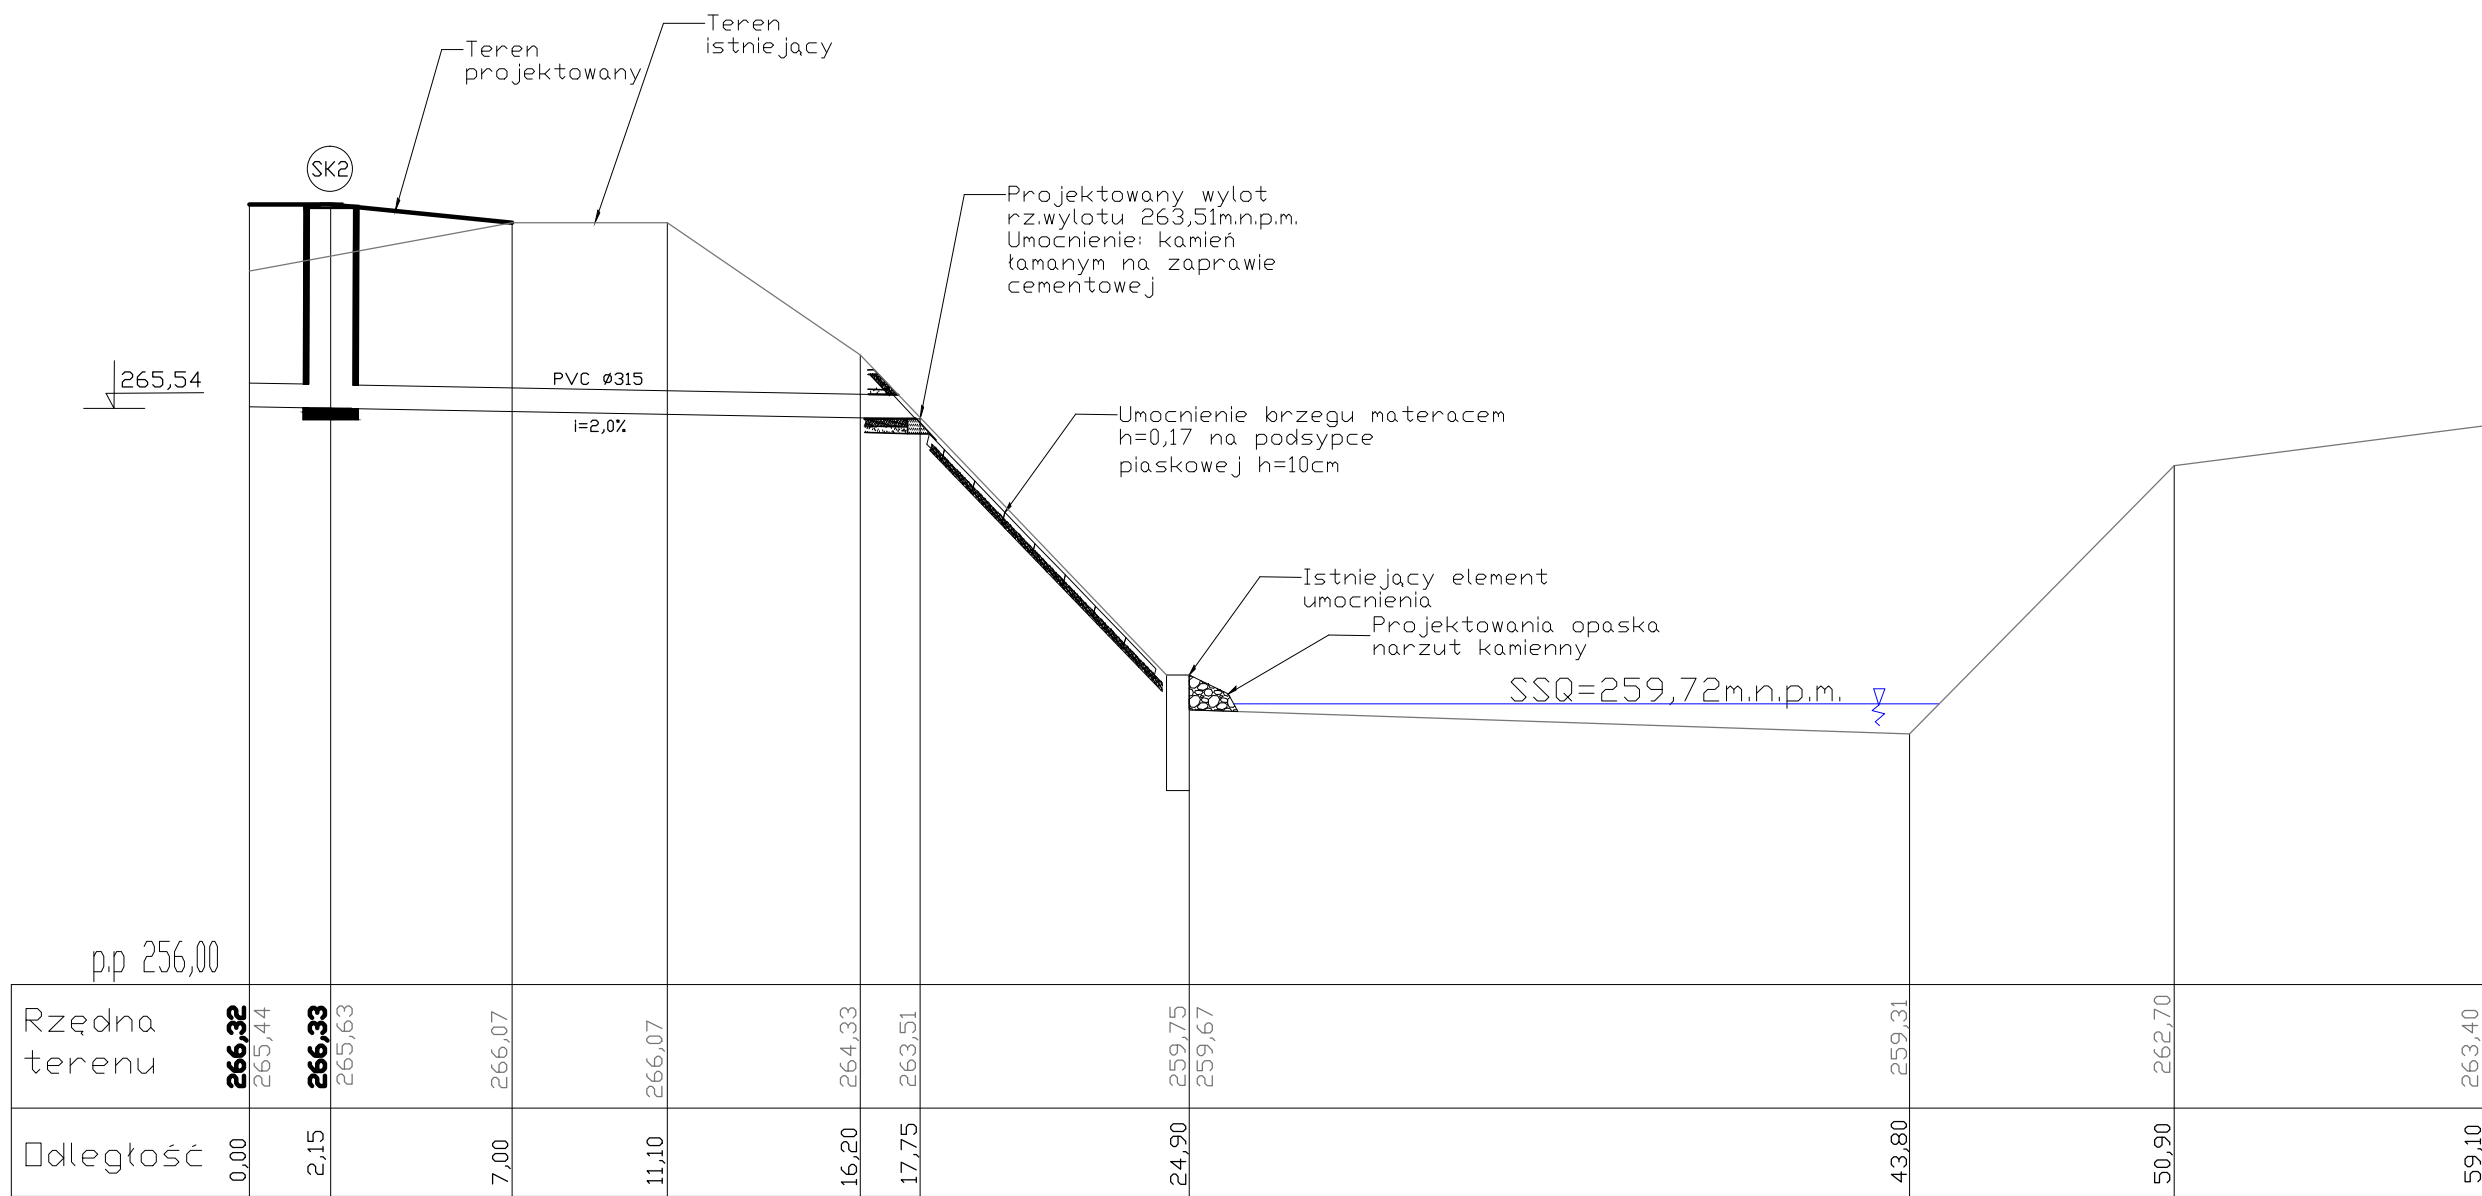 Teren
istniejący
Teren
projektowany
SK2
Projektowany wylot
rz.wylotu 263,51m.n.p.m.
Umocnienie: kamień
łamanym na zaprawie
cementowej
265,54
PVC ø315
i=2,0%
Umocnienie brzegu materacem
h=0,17 na podsypce
piaskowej h=10cm
Istniejący element
umocnienia
Projektowania opaska
narzut kamienny
SSQ=259,72m.n.p.m.
p.p 256,00
Rzędna
terenu
266,32
265,44
266,33
265,63
266,07
266,07
264,33
263,51
259,75
259,67
259,31
262,70
263,40
Odległość
0,00
2,15
7,00
11,10
16,20
17,75
24,90
43,80
50,90
59,10